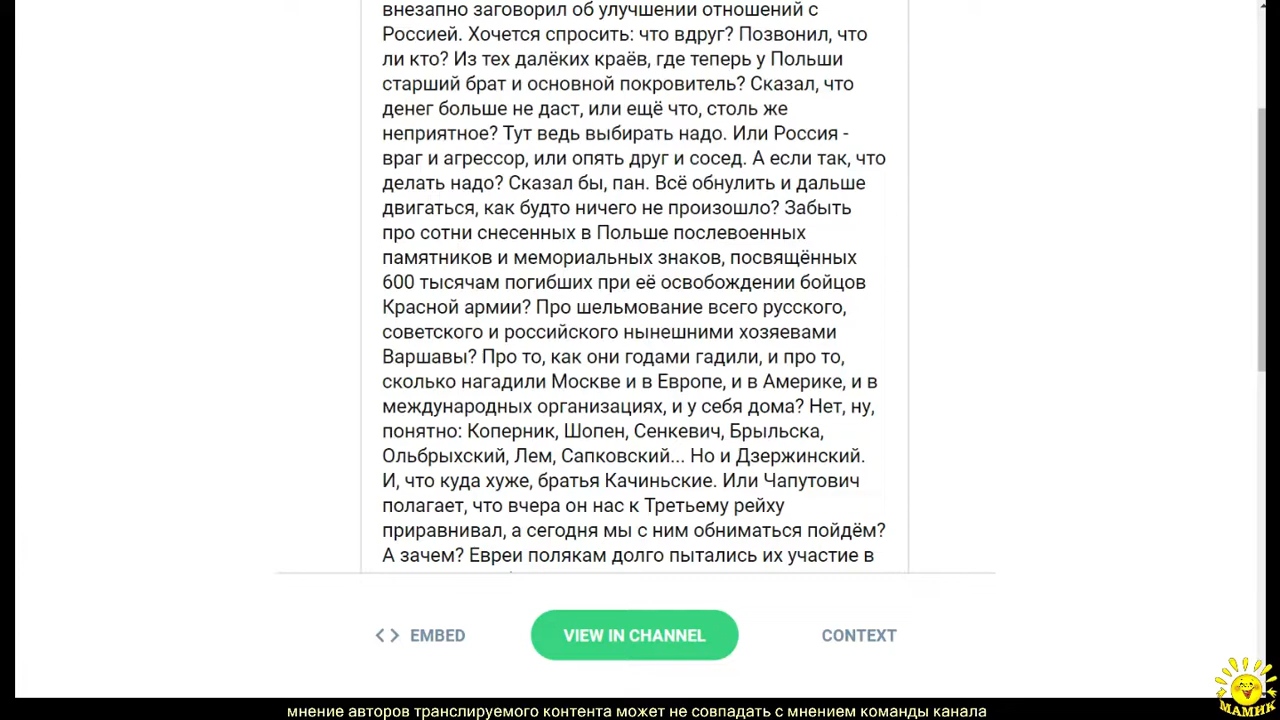 внезапно заговорил об улучшении отношений с
Россией. Хочется спросить: что вдруг? Позвонил, что
ли кто? Из тех далёких краёв, где теперь у Польши
старший брат и основной покровитель? Сказал, что
денег больше не даст, или ещё что, столь же
неприятное? Тут ведь выбирать надо. Или Россия -
враг и агрессор, или опять друг и сосед. А если так, что
делать надо? Сказал бы, пан. Всё обнулить и дальше
двигаться, как будто ничего не произошло? Забыть
про сотни снесенных в Польше послевоенных
памятников и мемориальных знаков, посвящённых
600 тысячам погибших при её освобождении бойцов
Красной армии? Про шельмование всего русского,
советского и российского нынешними хозяевами
Варшавы? Про то, как они годами гадили, и про то,
сколько нагадили Москве и в Европе, и в Америке, и в
международных организациях, и у себя дома? Нет, ну,
понятно: Коперник, Шопен, Сенкевич, Брыльска,
Ольбрыхский, Лем, Сапковский... Но и Дзержинский.
И, что куда хуже, братья Качиньские. Или Чапутович
полагает, что вчера он нас к Третьему рейху
приравнивал, а сегодня мы с ним обниматься пойдём?
А зачем? Евреи полякам долго пытались их участие в
EMBED
VIEW IN CHANNEL
CONTEXT
МАМИК
мнение авторов транслируемого контента может не совпадать с мнением команды канала